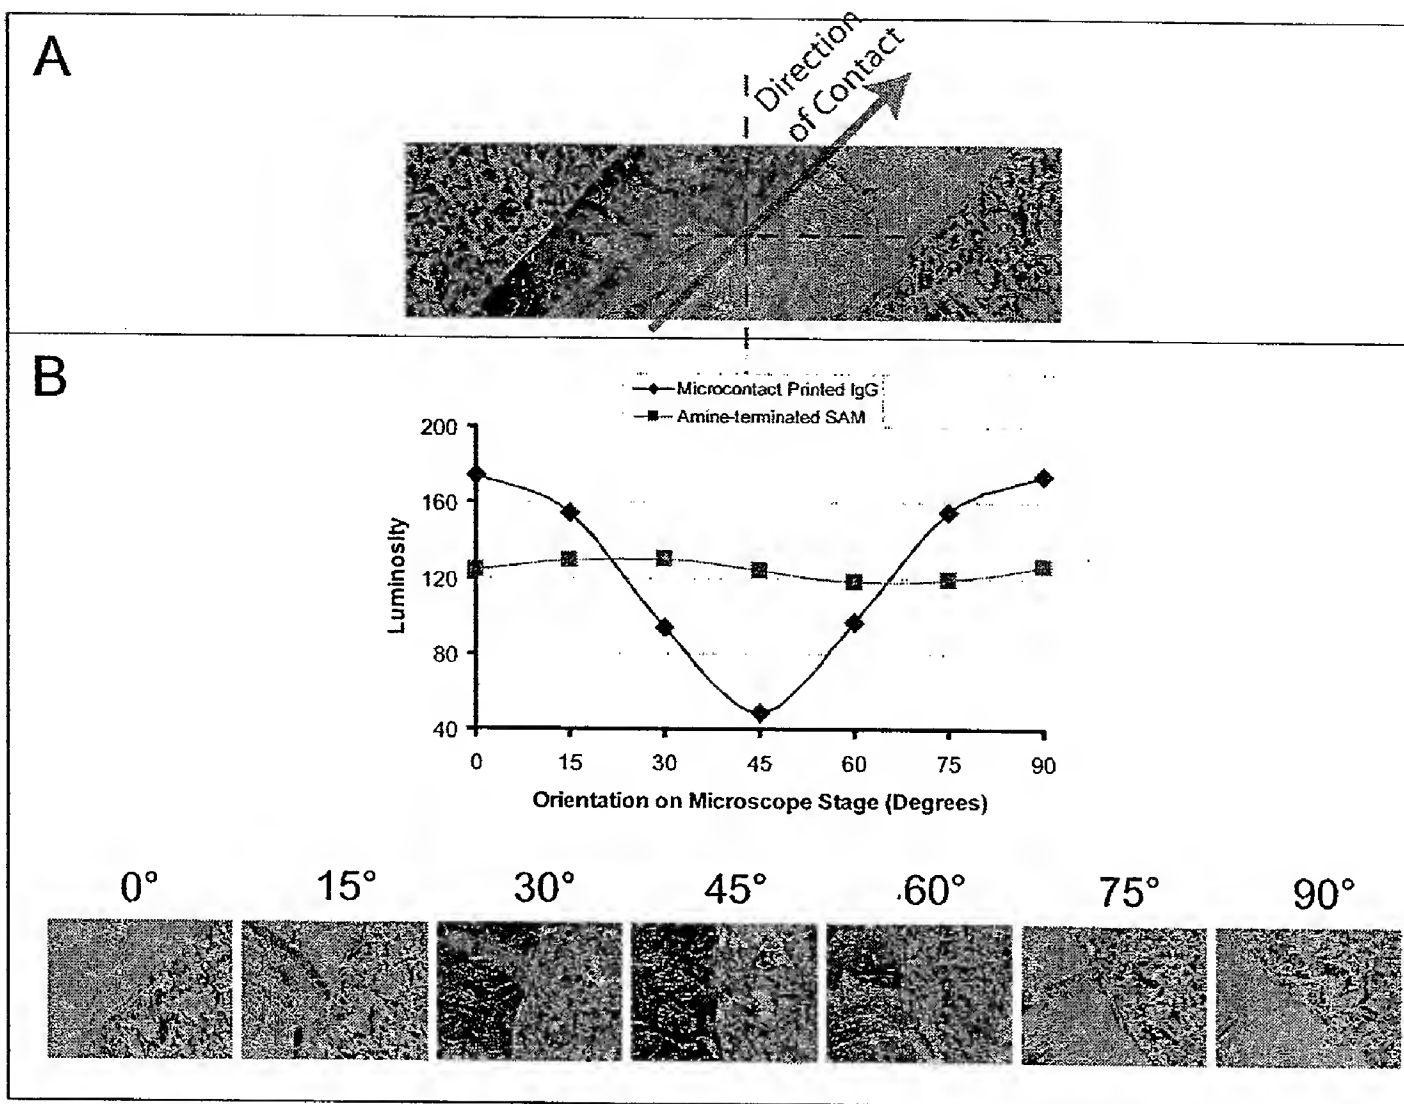 A
Direction
of Contact
B
Microcontact Printed IgG
Amine-terminated SAM
200
160
120
80
40
Luminosity
0 15 30 45 60 75 90
Orientation on Microscope Stage (Degrees)
0° 15° 30° 45° 60° 75° 90°